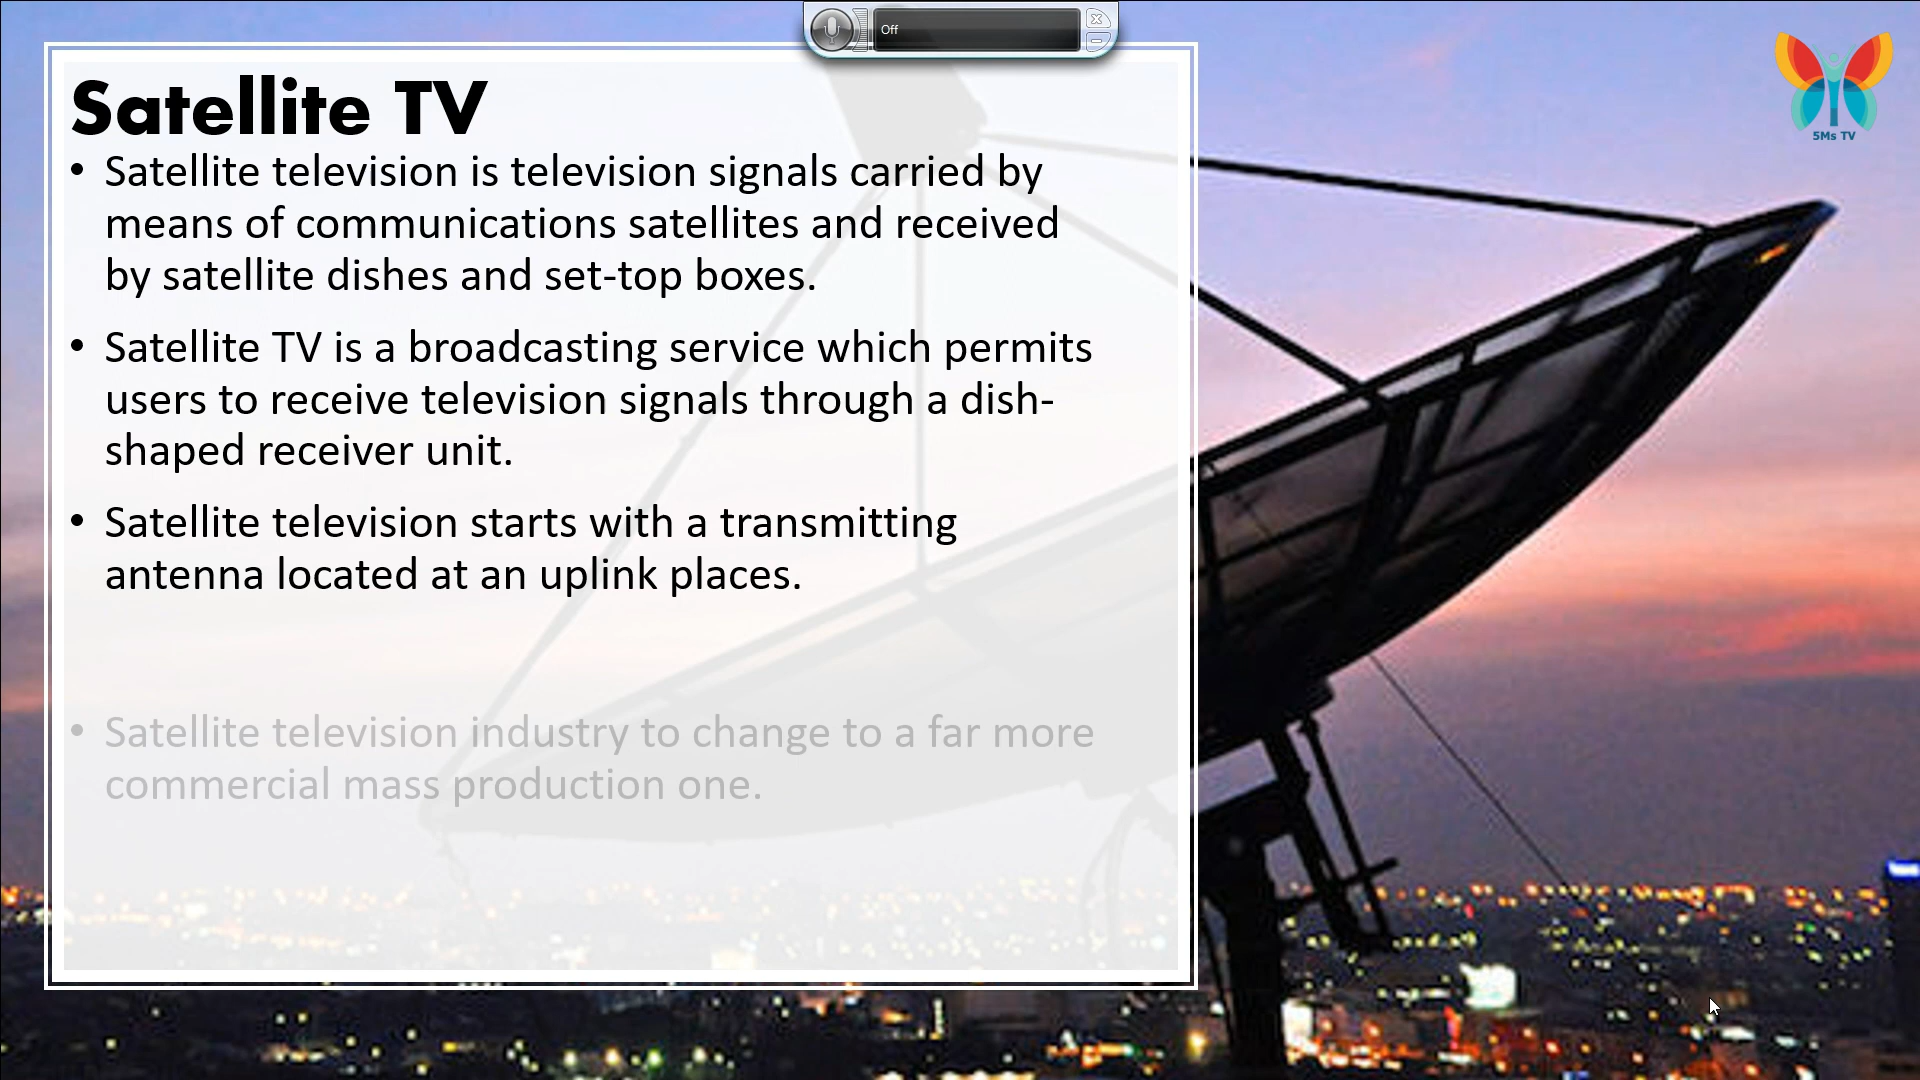 Off
5Ms TV
Satellite TV
• Satellite television is television signals carried by
means of communications satellites and received
by satellite dishes and set-top boxes.
• Satellite TV is a broadcasting service which permits
users to receive television signals through a dish-
shaped receiver unit.
• Satellite television starts with a transmitting
antenna located at an uplink places.
• Satellite television industry to change to a far more
commercial mass production one.